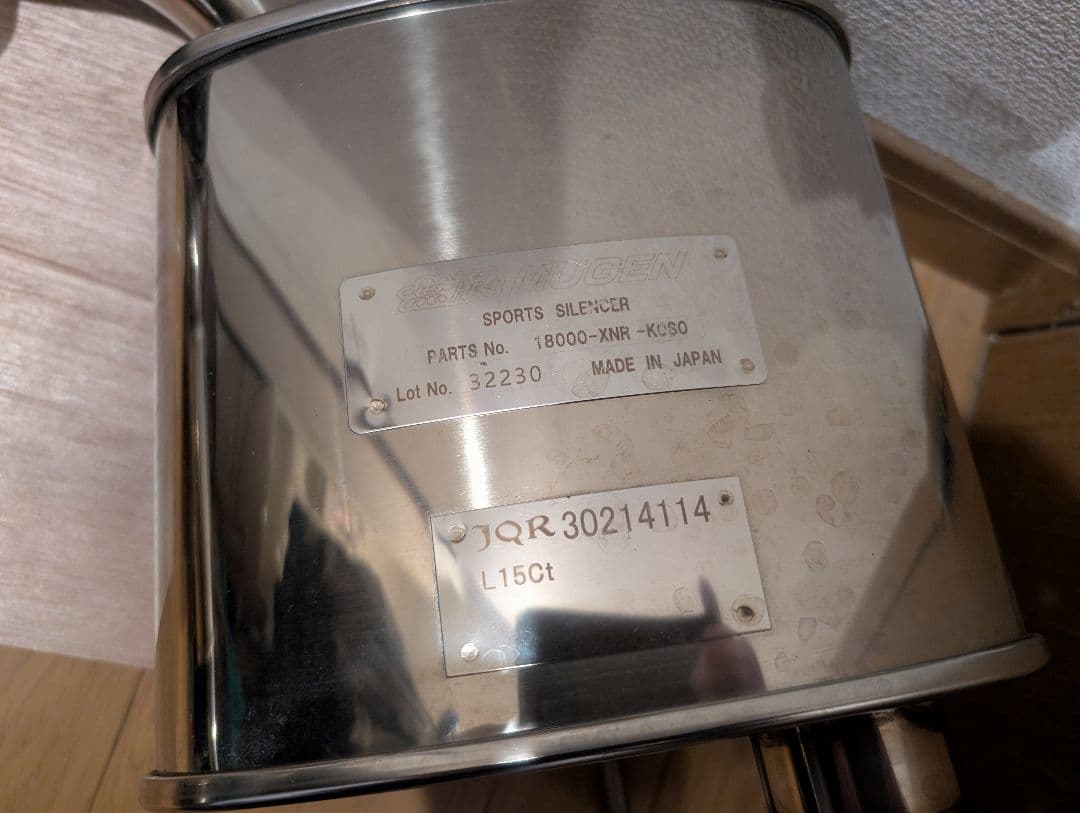 MUGEN
SPORTS SILENCER
PARTS No. 18000-XNR-K0S0
Lot No. 32230 MADE IN JAPAN
JQR 30214114
L15Ct